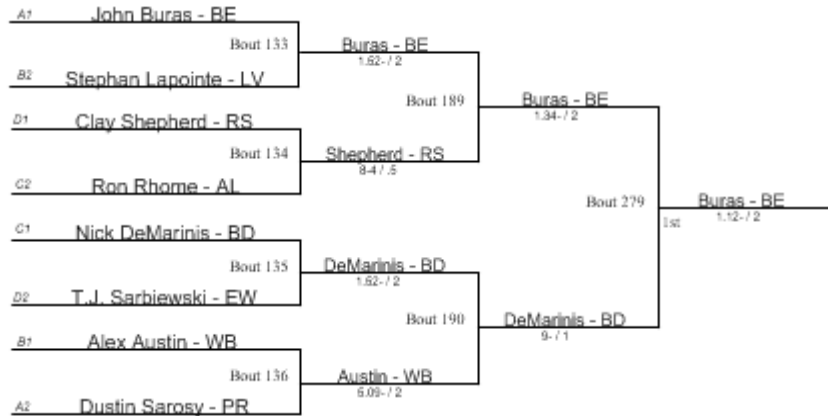 A1 John Buras - BE
Bout 133
Buras - BE
1:62- / 2
B2 Stephan Lapointe - LV
Bout 189
Buras - BE
1:34- / 2
D1 Clay Shepherd - RS
Bout 134
Shepherd - RS
8-4 / .5
C2 Ron Rhome - AL
Bout 279
Buras - BE
1:12- / 2
1st
C1 Nick DeMarinis - BD
Bout 135
DeMarinis - BD
1:62- / 2
D2 T.J. Sarbiewski - EW
Bout 190
DeMarinis - BD
9- / 1
B1 Alex Austin - WB
Bout 136
Austin - WB
5:09- / 2
A2 Dustin Sarosy - PR